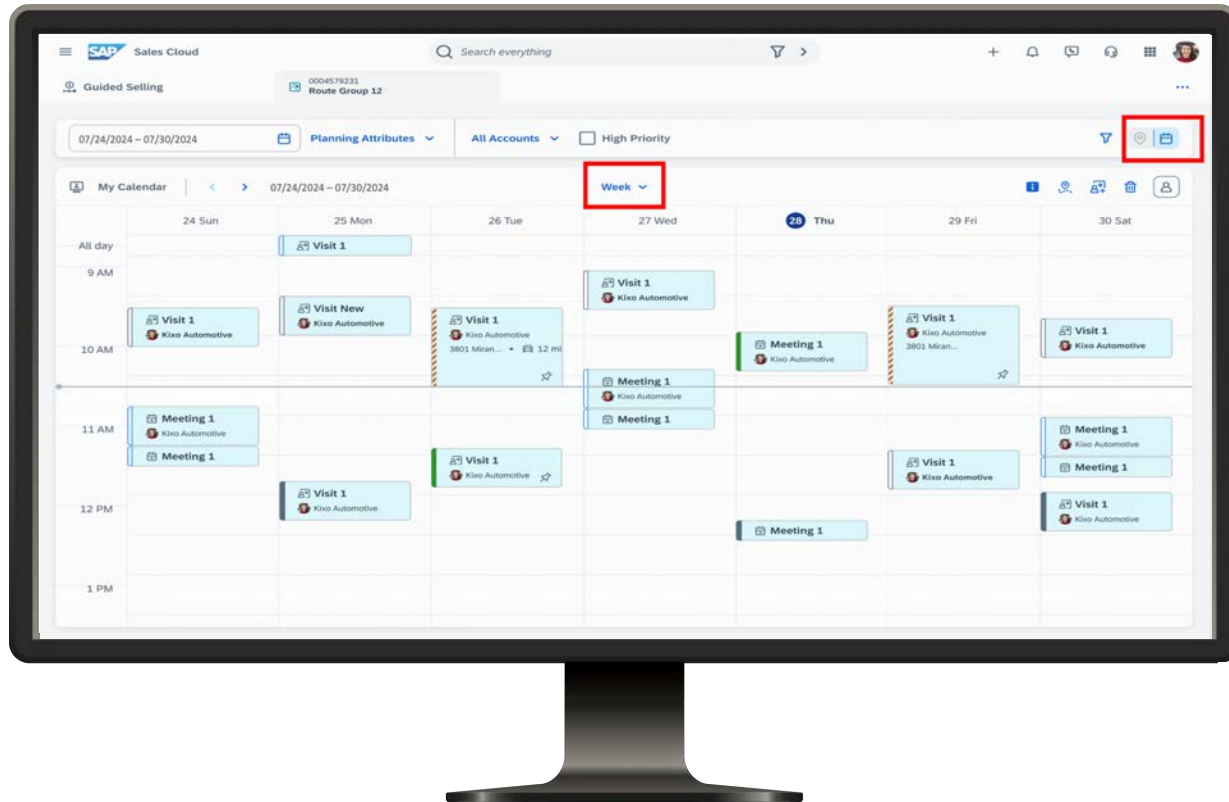 SAP Sales Cloud
Search everything
Guided Selling
0004579231
Route Group 12
07/24/2024 – 07/30/2024
Planning Attributes
All Accounts
High Priority
My Calendar
07/24/2024 – 07/30/2024
Week
24 Sun
25 Mon
26 Tue
27 Wed
28 Thu
29 Fri
30 Sat
All day
Visit 1
9 AM
Visit 1
Kixo Automotive
Visit 1
Kixo Automotive
Visit New
Kixo Automotive
Visit 1
Kixo Automotive
3801 Miran... • 12 mi
Visit 1
Kixo Automotive
3801 Miran...
Visit 1
Kixo Automotive
10 AM
Meeting 1
Kixo Automotive
Meeting 1
Kixo Automotive
Meeting 1
11 AM
Meeting 1
Kixo Automotive
Meeting 1
Meeting 1
Kixo Automotive
Meeting 1
Visit 1
Kixo Automotive
Visit 1
Kixo Automotive
12 PM
Visit 1
Kixo Automotive
Meeting 1
Visit 1
Kixo Automotive
1 PM